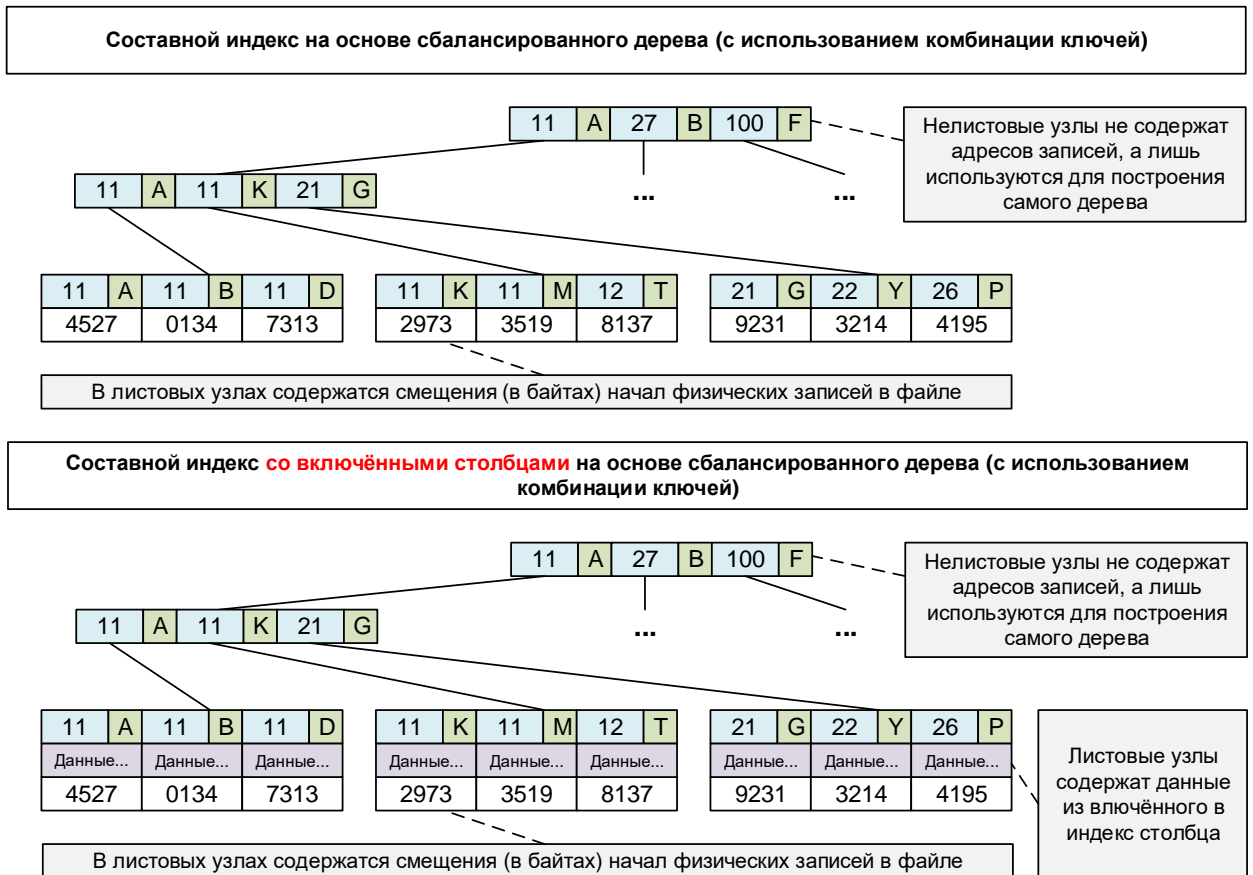 Составной индекс на основе сбалансированного дерева (с использованием комбинации ключей)
11 A 27 B 100 F
Нелистовые узлы не содержат
адресов записей, а лишь
используются для построения
самого дерева
11 A 11 K 21 G
... ...
11 A 11 B 11 D 11 K 11 M 12 T 21 G 22 Y 26 P
4527 0134 7313 2973 3519 8137 9231 3214 4195
В листовых узлах содержатся смещения (в байтах) начал физических записей в файле
Составной индекс со включёнными столбцами на основе сбалансированного дерева (с использованием
комбинации ключей)
11 A 27 B 100 F
Нелистовые узлы не содержат
адресов записей, а лишь
используются для построения
самого дерева
11 A 11 K 21 G
... ...
11 A 11 B 11 D 11 K 11 M 12 T 21 G 22 Y 26 P
Данные... Данные... Данные... Данные... Данные... Данные... Данные... Данные... Данные...
4527 0134 7313 2973 3519 8137 9231 3214 4195
Листовые узлы
содержат данные
из влючённого в
индекс столбца
В листовых узлах содержатся смещения (в байтах) начал физических записей в файле